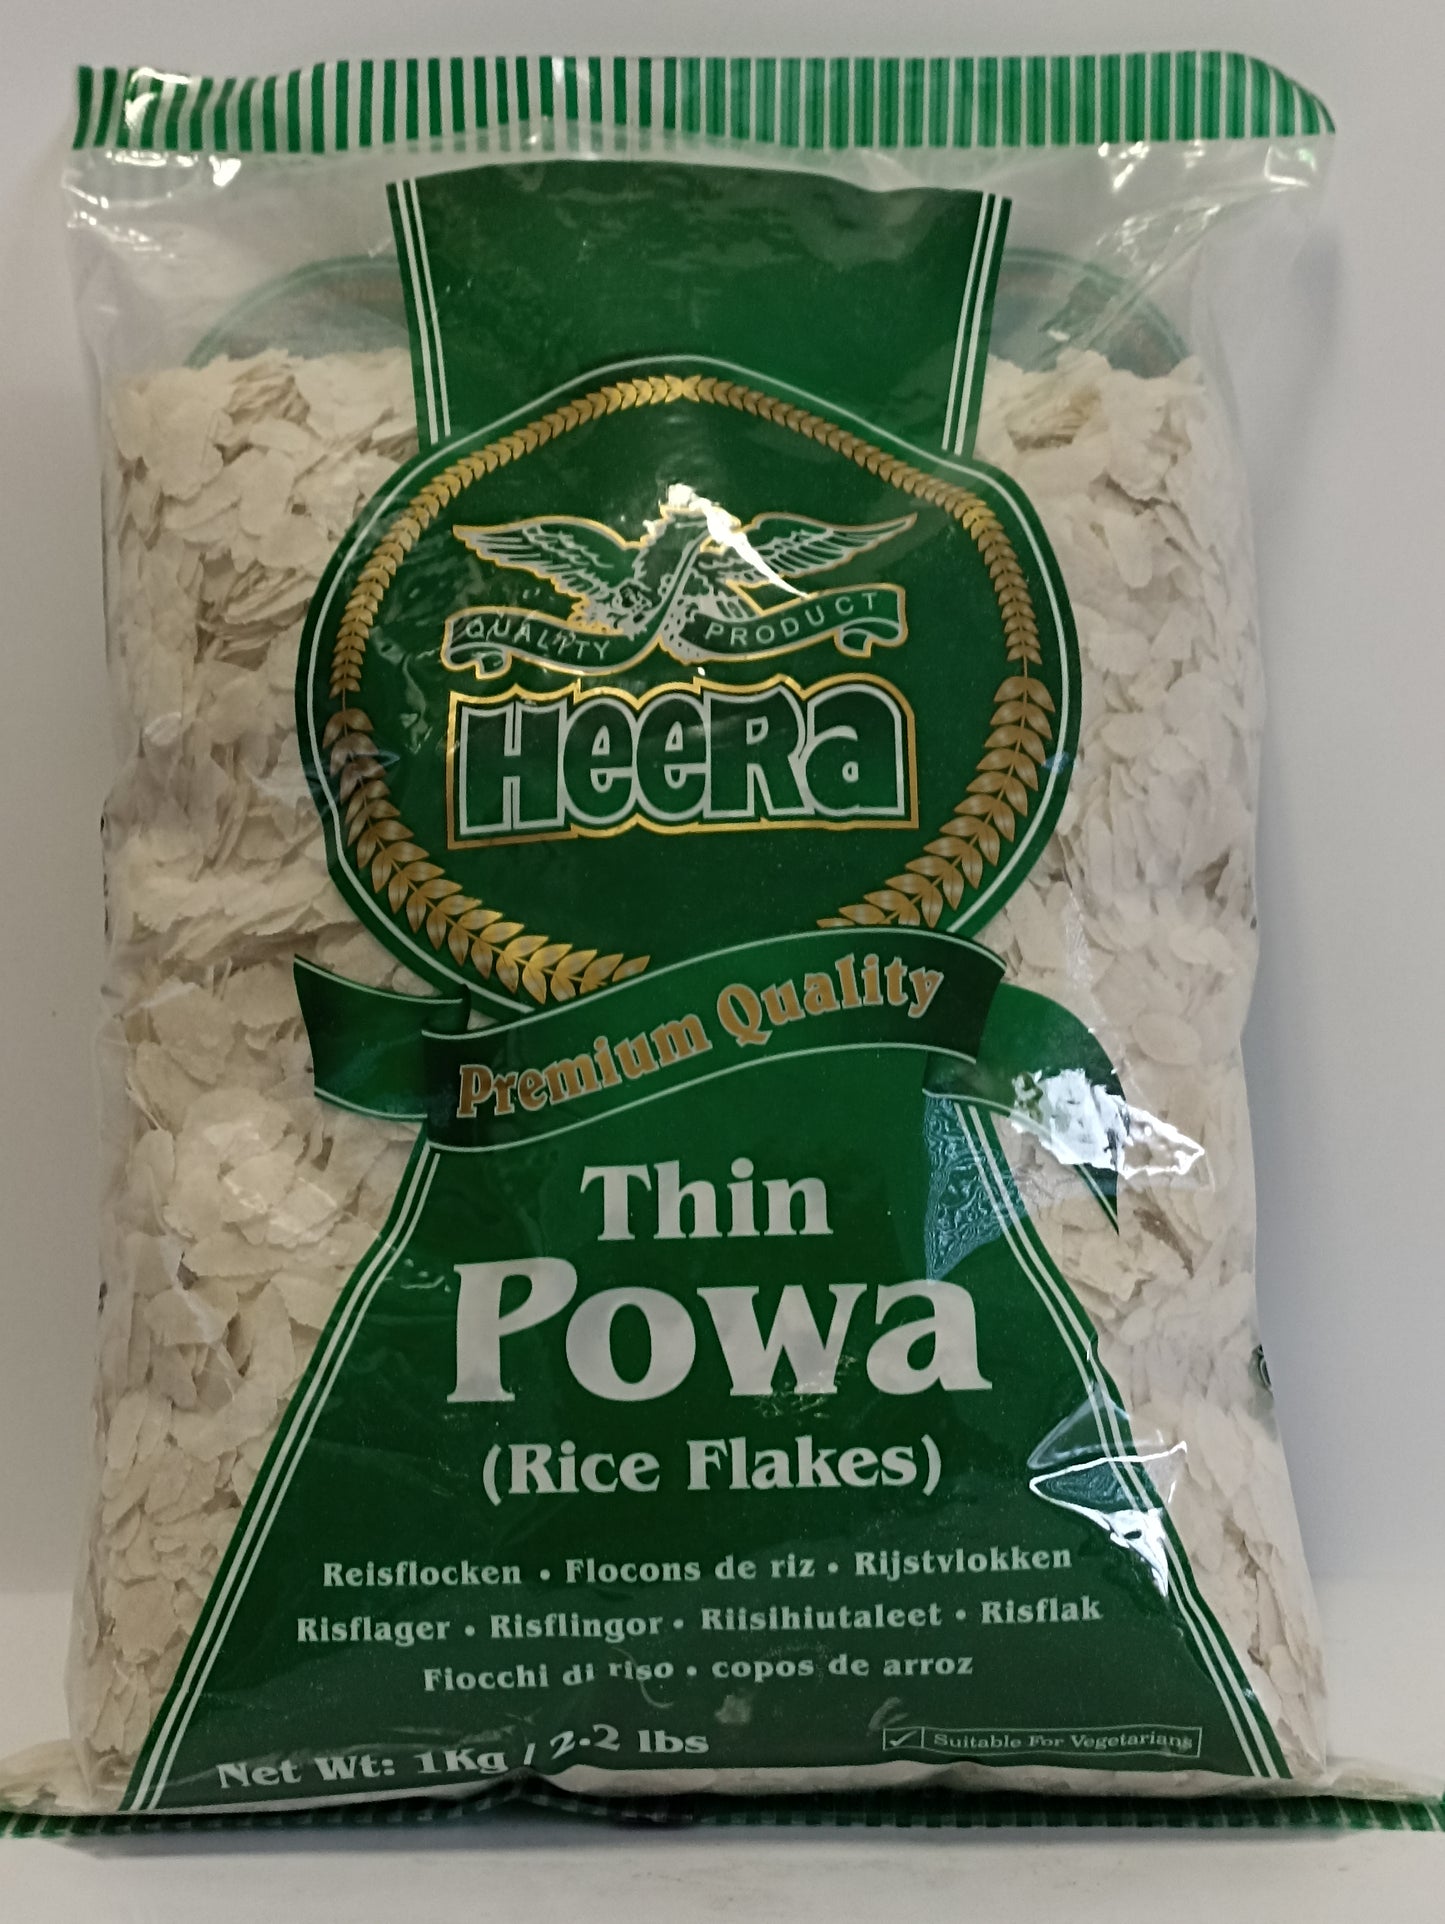 QUALITY PRODUCT
HEERA
Premium Quality
Thin
Powa
(Rice Flakes)
Reisflocken • Flocons de riz • Rijstvlokken
Risflager • Risflingor • Riisihiutaleet • Risflak
Fiocchi di riso • copos de arroz
Net Wt: 1Kg / 2.2 lbs
Suitable For Vegetarians